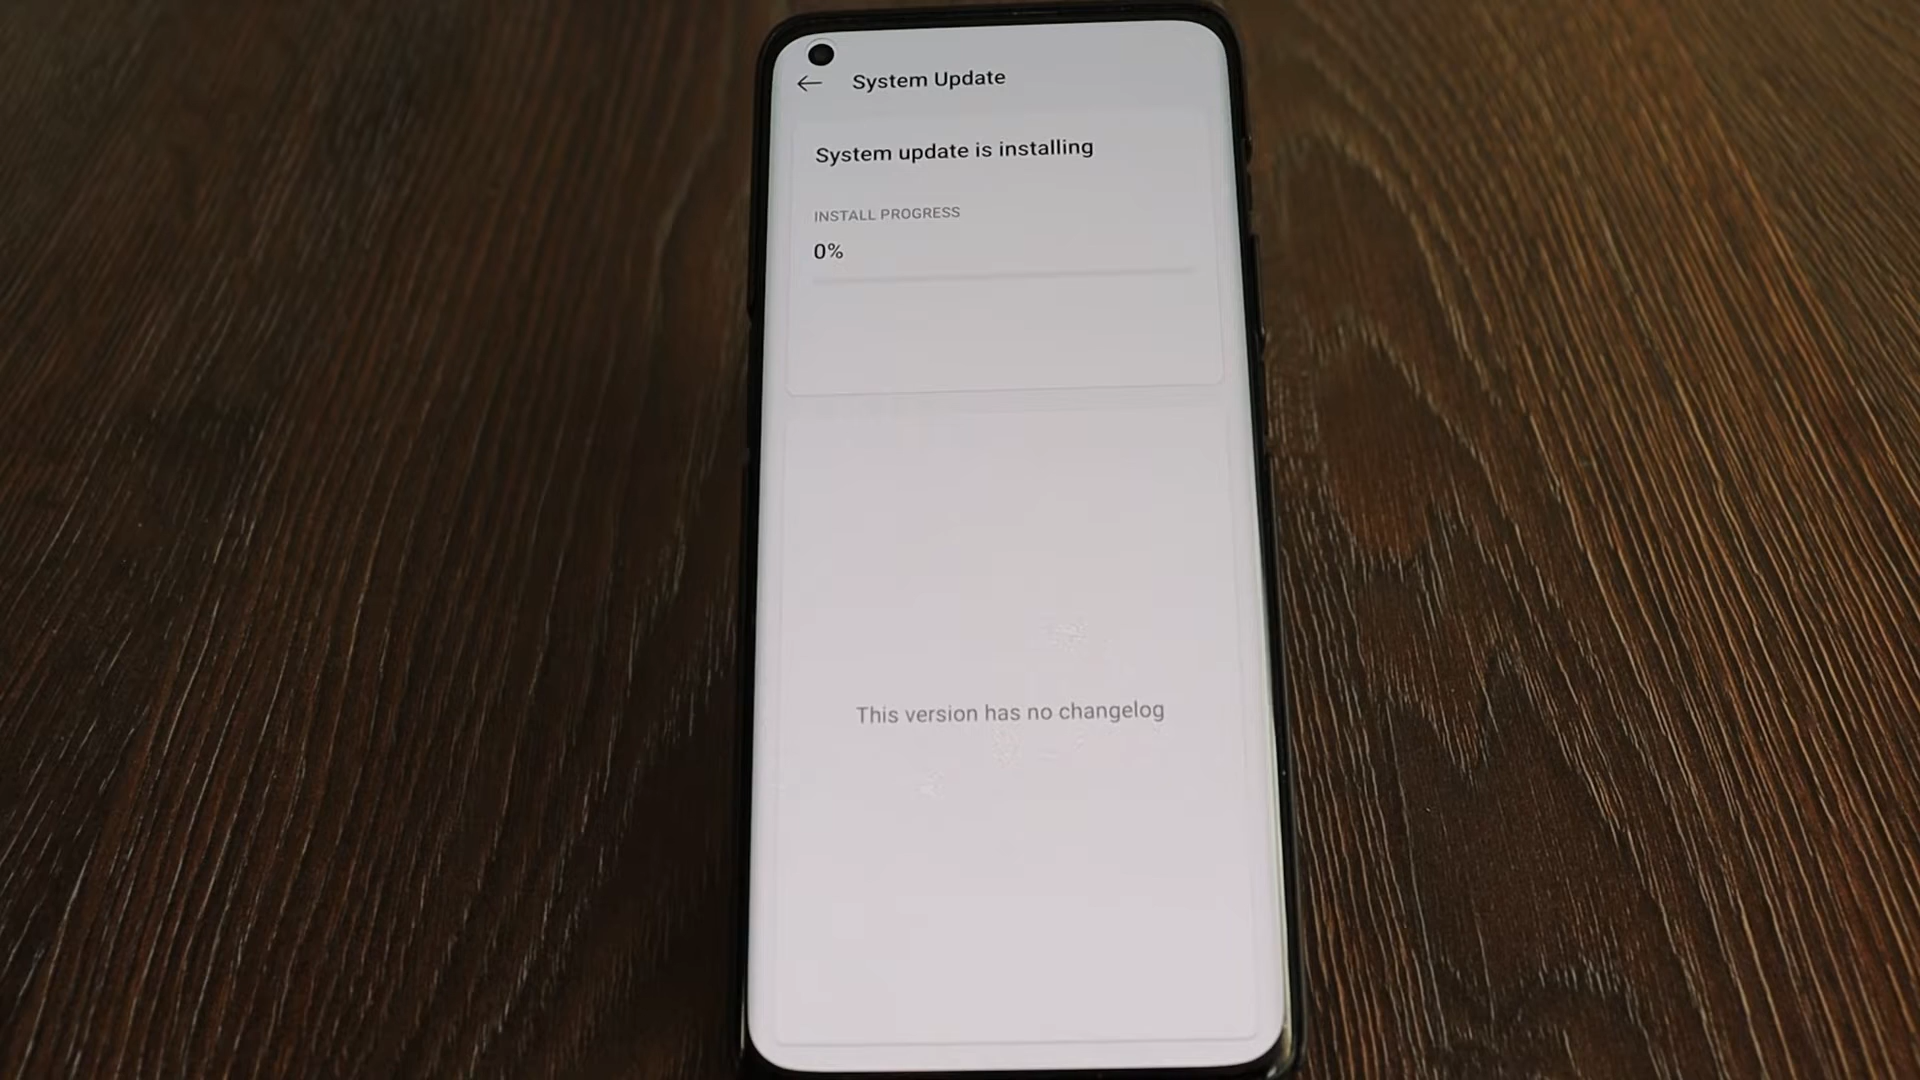 System Update
System update is installing
INSTALL PROGRESS
0%
This version has no changelog